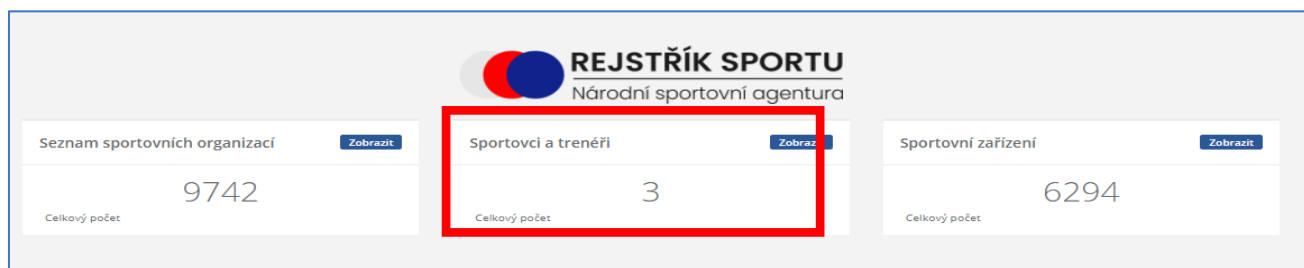 REJSTŘÍK SPORTU
Národní sportovní agentura
Seznam sportovních organizací Zobrazit
9742
Celkový počet
Sportovci a trenéři Zobrazit
3
Celkový počet
Sportovní zařízení Zobrazit
6294
Celkový počet